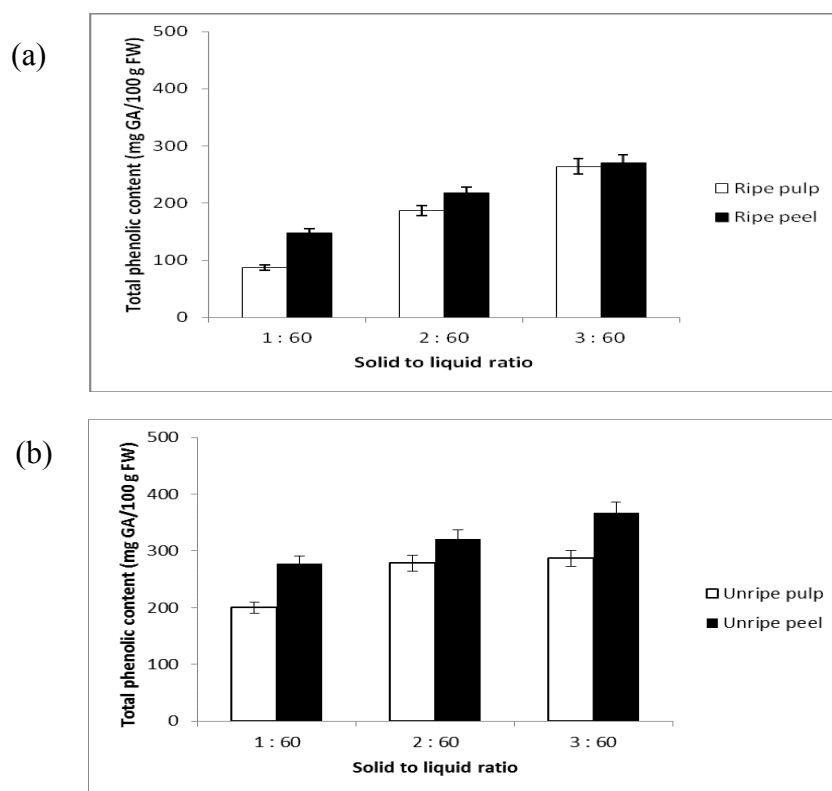 (a)
Total phenolic content (mg GA/100 g FW)
500
400
300
200
100
0
1 : 60
2 : 60
3 : 60
Solid to liquid ratio
Ripe pulp
Ripe peel
(b)
Total phenolic content (mg GA/100 g FW)
500
400
300
200
100
0
1 : 60
2 : 60
3 : 60
Solid to liquid ratio
Unripe pulp
Unripe peel